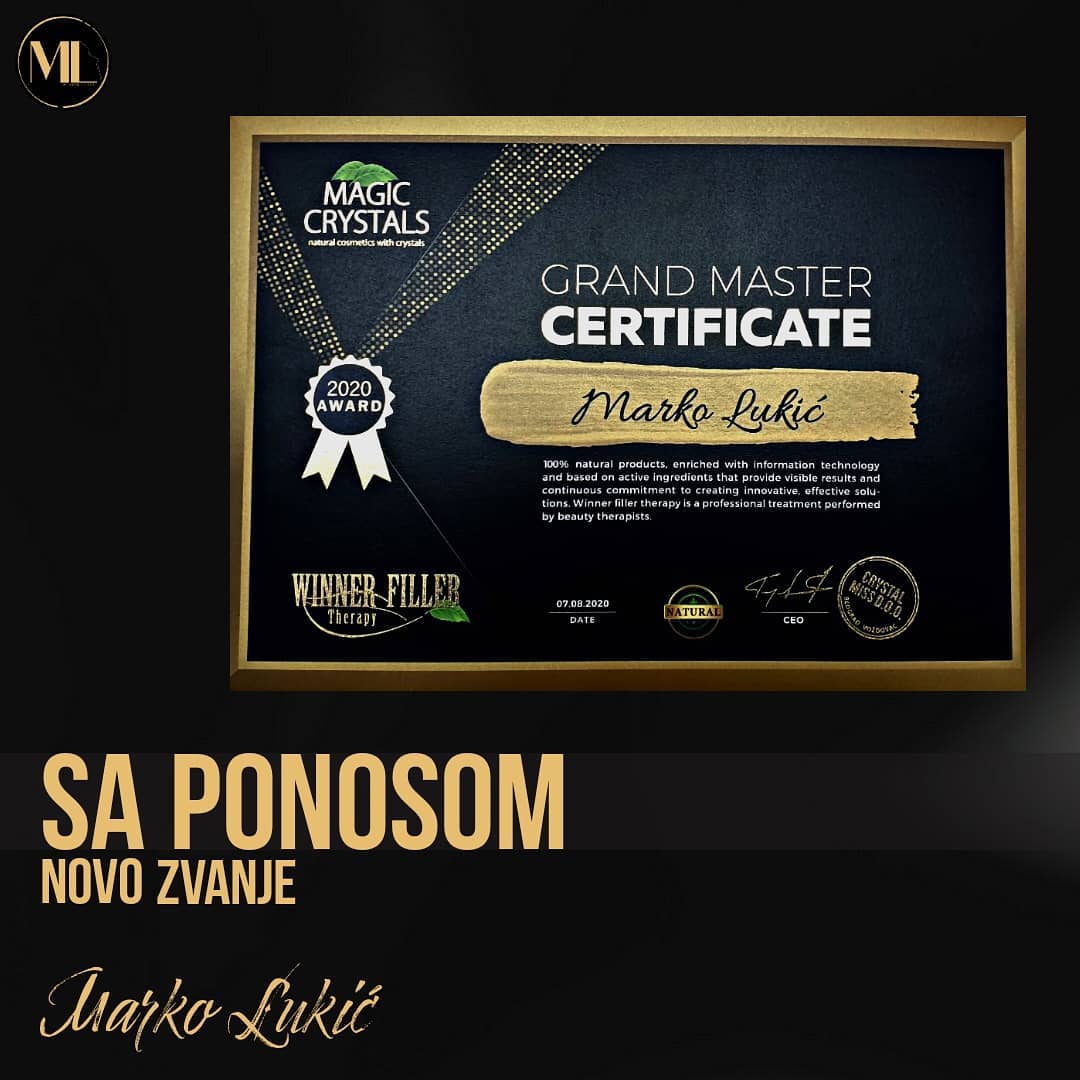 ML
MAGIC
CRYSTALS
natural cosmetics with crystals
GRAND MASTER
CERTIFICATE
2020
AWARD
Marko Lukić
100% natural products, enriched with information technology
and based on active ingredients that provide visible results and
continuous commitment to creating innovative, effective solu-
tions. Winner filler therapy is a professional treatment performed
by beauty therapists.
WINNER FILLER
Therapy
07.08.2020
DATE
NATURAL
CEO
CRYSTAL
MISS D.O.O.
BEOGRAD VOŽDOVAC
SA PONOSOM
NOVO ZVANJE
Marko Lukić